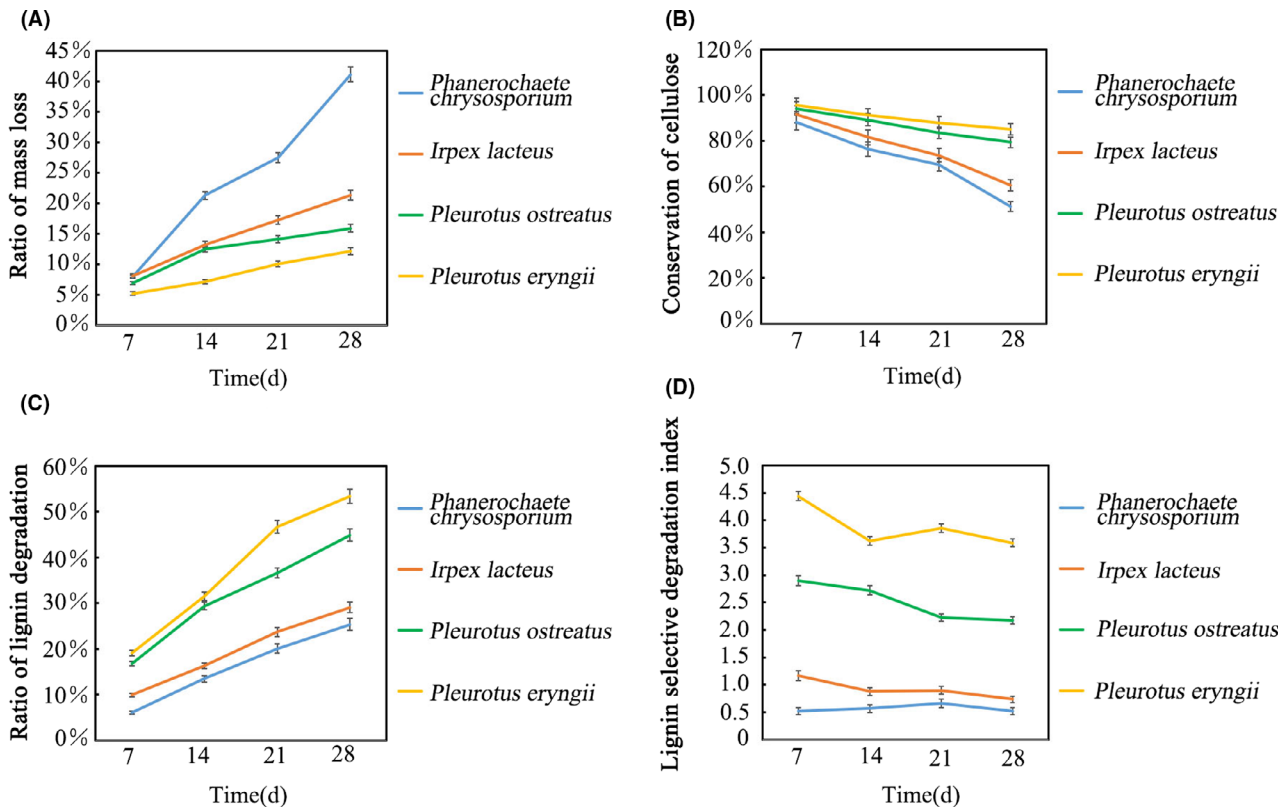 (A)
Ratio of mass loss
45%
40%
35%
30%
25%
20%
15%
10%
5%
0%
7 14 21 28
Time(d)
Phanerochaete
chrysosporium
Irpex lacteus
Pleurotus ostreatus
Pleurotus eryngii
(B)
Conservation of cellulose
120%
100%
80%
60%
40%
20%
0%
7 14 21 28
Time(d)
Phanerochaete
chrysosporium
Irpex lacteus
Pleurotus ostreatus
Pleurotus eryngii
(C)
Ratio of lignin degradation
60%
50%
40%
30%
20%
10%
0%
7 14 21 28
Time(d)
Phanerochaete
chrysosporium
Irpex lacteus
Pleurotus ostreatus
Pleurotus eryngii
(D)
Lignin selective degradation index
5.0
4.5
4.0
3.5
3.0
2.5
2.0
1.5
1.0
0.5
0
7 14 21 28
Time(d)
Phanerochaete
chrysosporium
Irpex lacteus
Pleurotus ostreatus
Pleurotus eryngii